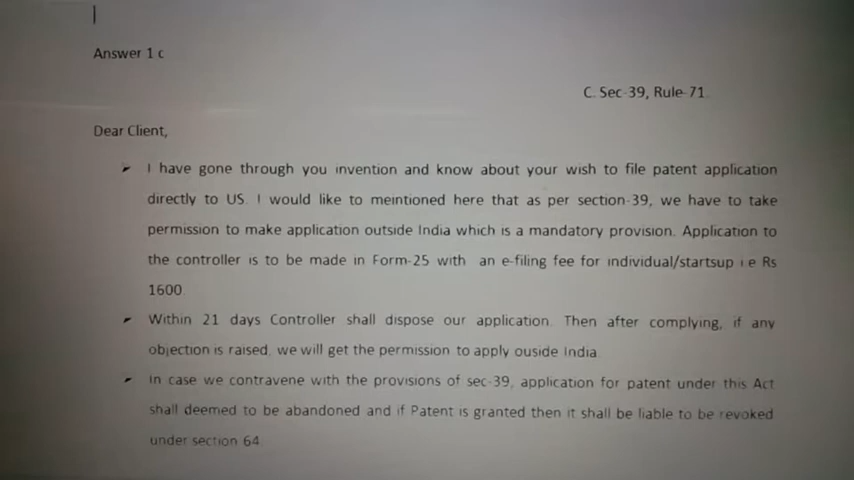 Answer 1 c
C. Sec-39, Rule-71.
Dear Client,
➢ I have gone through you invention and know about your wish to file patent application
directly to US. I would like to meintioned here that as per section-39, we have to take
permission to make application outside India which is a mandatory provision. Application to
the controller is to be made in Form-25 with an e-filing fee for individual/startsup i.e Rs
1600.
➢ Within 21 days Controller shall dispose our application. Then after complying, if any
objection is raised, we will get the permission to apply ouside India.
➢ In case we contravene with the provisions of sec-39, application for patent under this Act
shall deemed to be abandoned and if Patent is granted then it shall be liable to be revoked
under section 64.